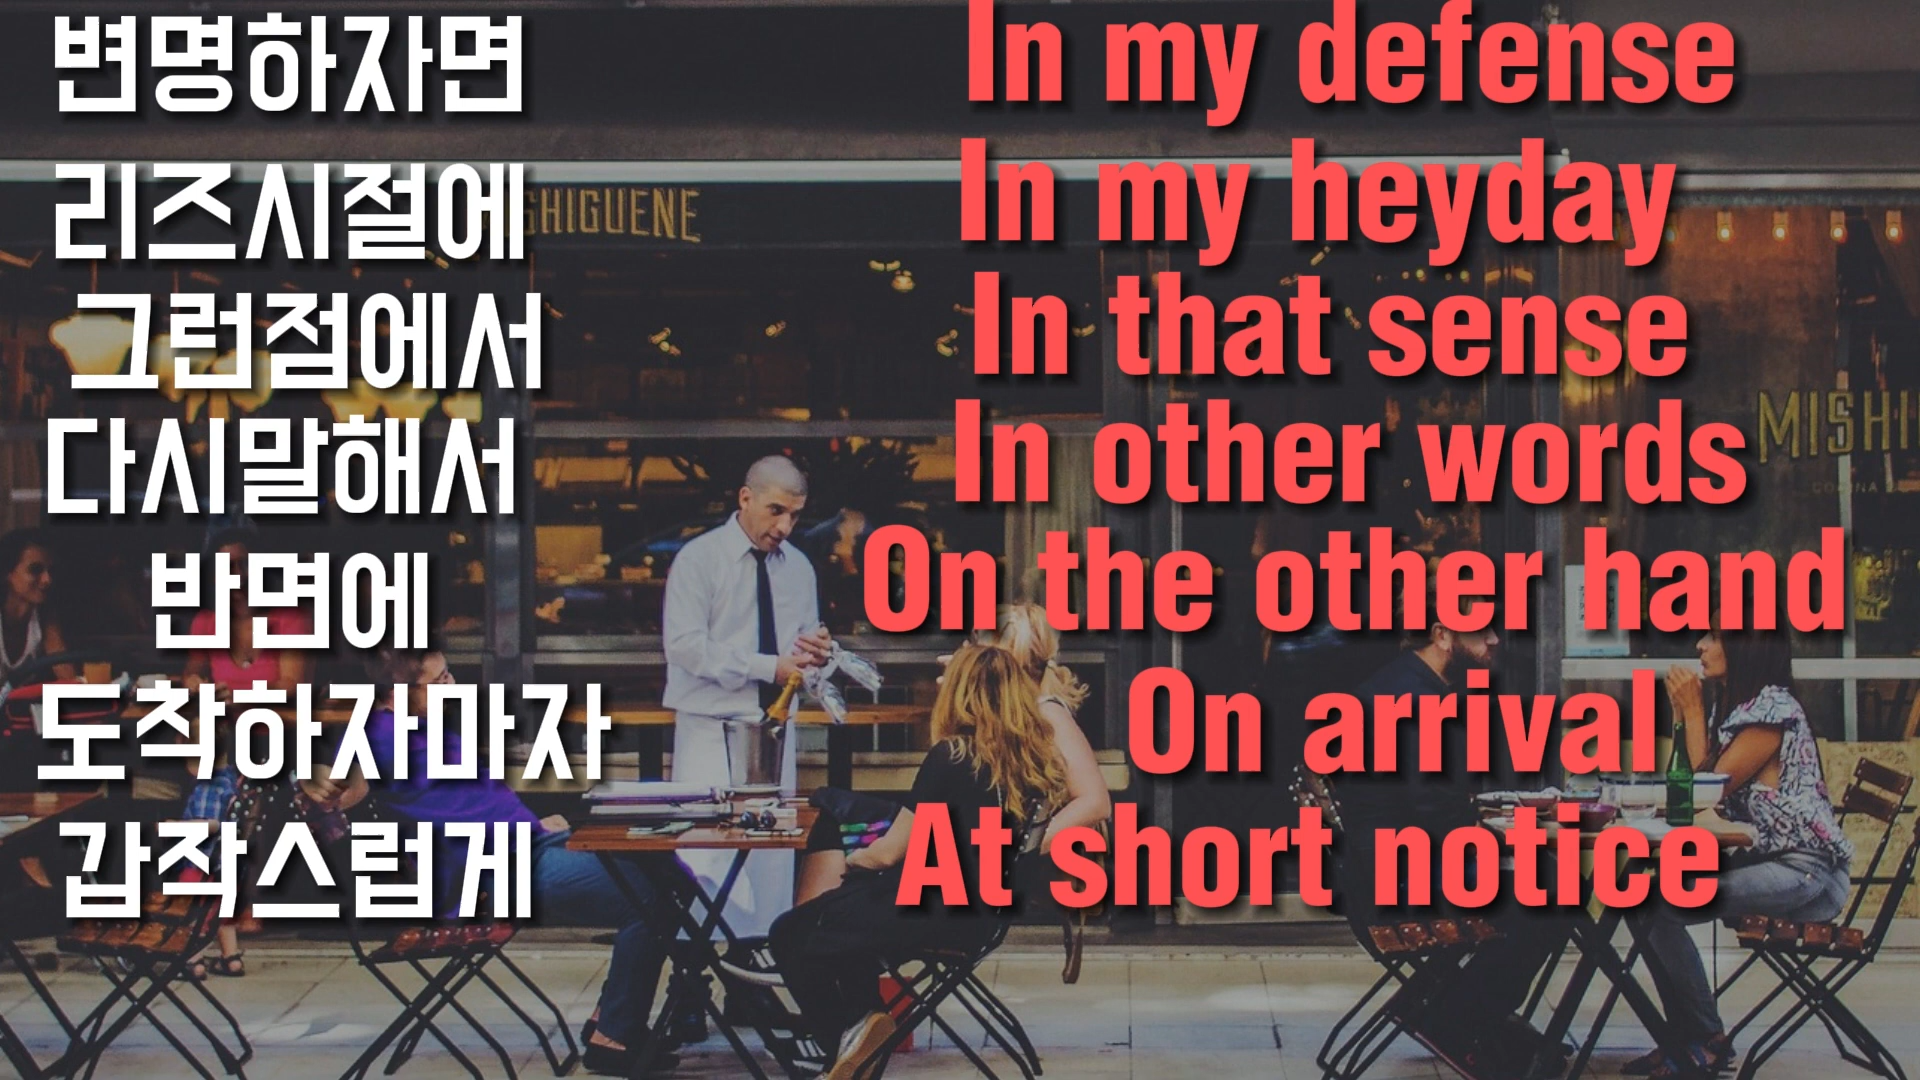 변명하자면 In my defense
리즈시절에 In my heyday
SHIGUENE
그런점에서 In that sense
다시말해서 In other words
MISHI
반면에 On the other hand
도착하자마자 On arrival
갑작스럽게 At short notice